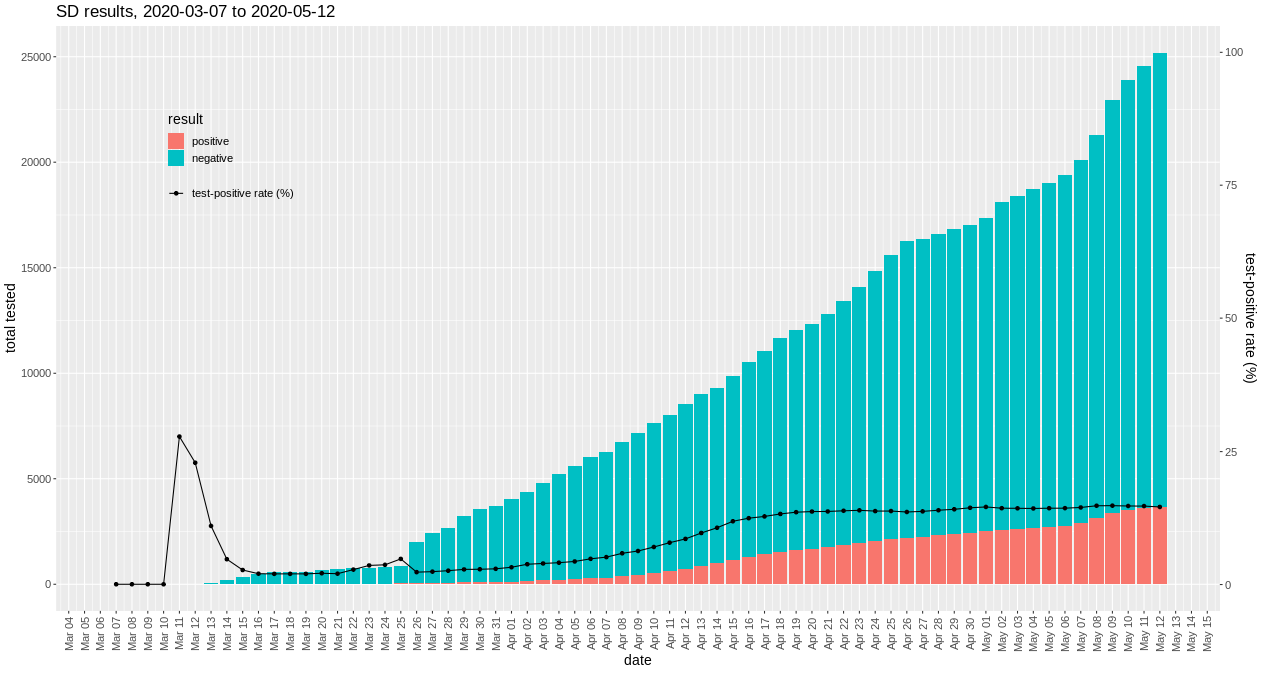 SD results, 2020-03-07 to 2020-05-12
total tested
25000
20000
15000
10000
5000
0
result
positive
negative
test-positive rate (%)
100
75
50
25
0
test-positive rate (%)
Mar 04
Mar 05
Mar 06
Mar 07
Mar 08
Mar 09
Mar 10
Mar 11
Mar 12
Mar 13
Mar 14
Mar 15
Mar 16
Mar 17
Mar 18
Mar 19
Mar 20
Mar 21
Mar 22
Mar 23
Mar 24
Mar 25
Mar 26
Mar 27
Mar 28
Mar 29
Mar 30
Mar 31
Apr 01
Apr 02
Apr 03
Apr 04
Apr 05
Apr 06
Apr 07
Apr 08
Apr 09
Apr 10
Apr 11
Apr 12
Apr 13
Apr 14
Apr 15
Apr 16
Apr 17
Apr 18
Apr 19
Apr 20
Apr 21
Apr 22
Apr 23
Apr 24
Apr 25
Apr 26
Apr 27
Apr 28
Apr 29
Apr 30
May 01
May 02
May 03
May 04
May 05
May 06
May 07
May 08
May 09
May 10
May 11
May 12
May 13
May 14
May 15
date